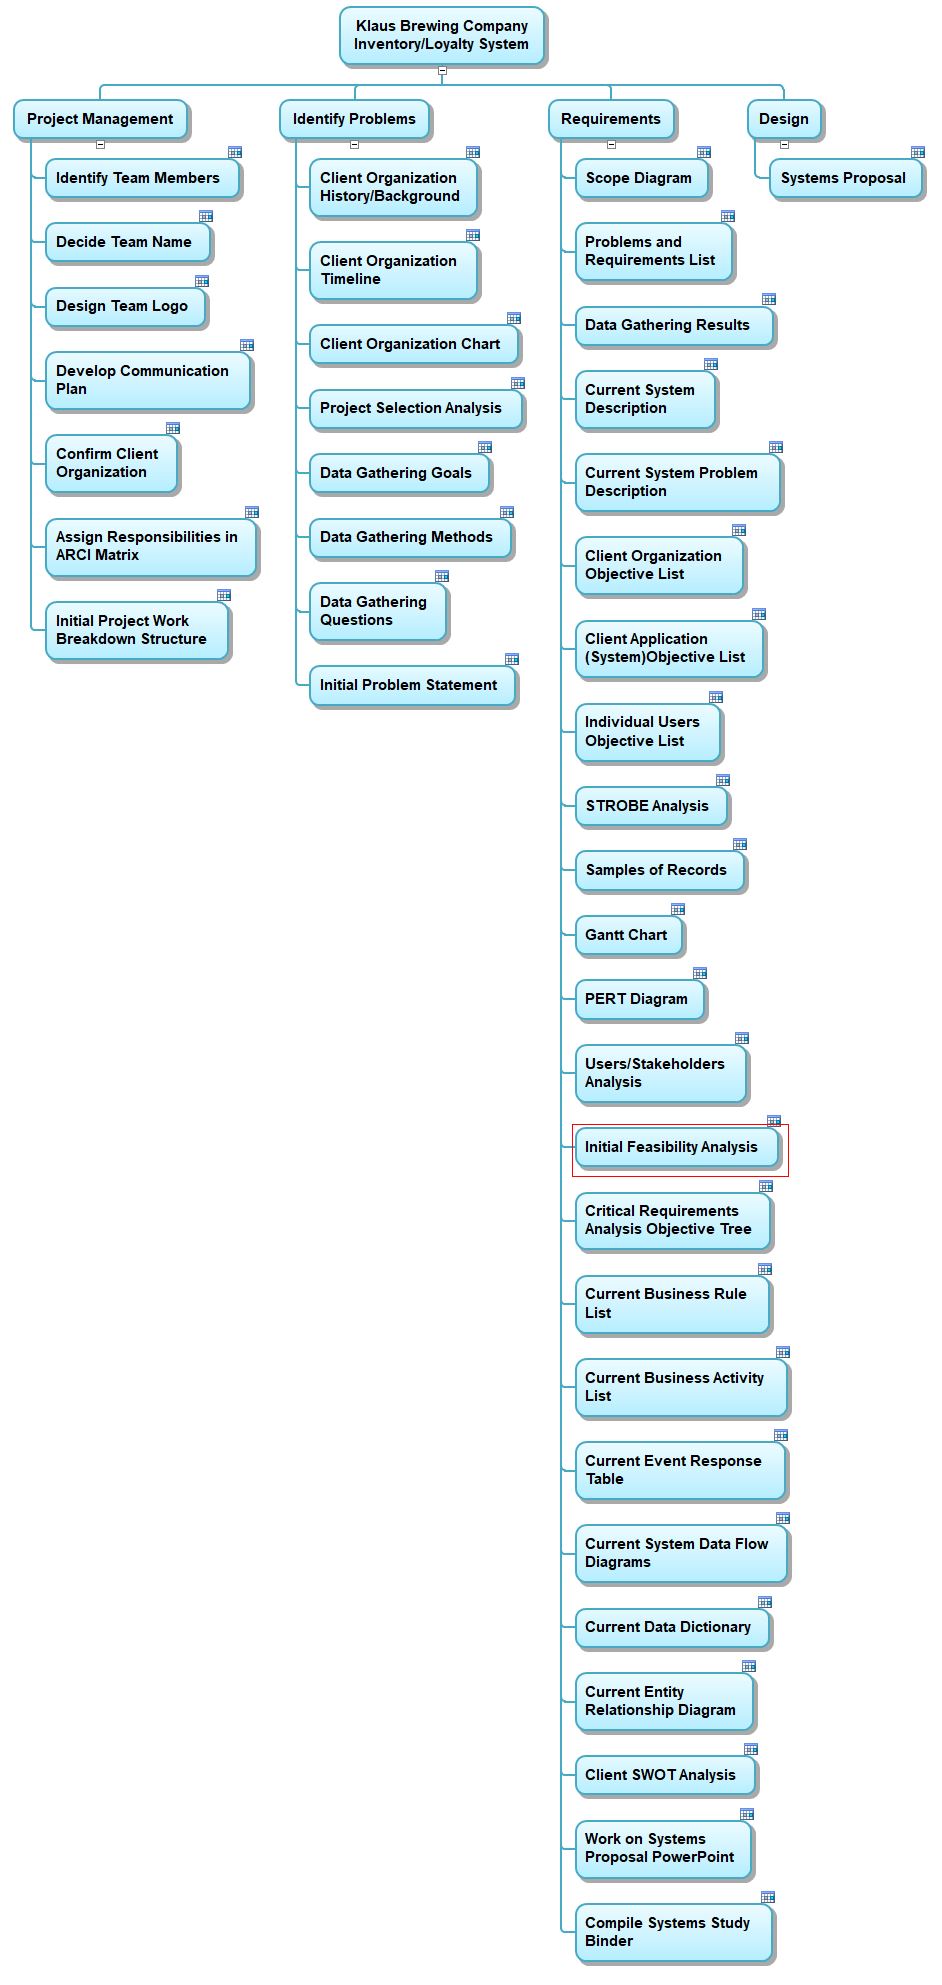 Klaus Brewing Company
Inventory/Loyalty System
Project Management
Identify Team Members
Decide Team Name
Design Team Logo
Develop Communication
Plan
Confirm Client
Organization
Assign Responsibilities in
ARCI Matrix
Initial Project Work
Breakdown Structure
Identify Problems
Client Organization
History/Background
Client Organization
Timeline
Client Organization Chart
Project Selection Analysis
Data Gathering Goals
Data Gathering Methods
Data Gathering
Questions
Initial Problem Statement
Requirements
Scope Diagram
Problems and
Requirements List
Data Gathering Results
Current System
Description
Current System Problem
Description
Client Organization
Objective List
Client Application
(System)Objective List
Individual Users
Objective List
STROBE Analysis
Samples of Records
Gantt Chart
PERT Diagram
Users/Stakeholders
Analysis
Initial Feasibility Analysis
Critical Requirements
Analysis Objective Tree
Current Business Rule
List
Current Business Activity
List
Current Event Response
Table
Current System Data Flow
Diagrams
Current Data Dictionary
Current Entity
Relationship Diagram
Client SWOT Analysis
Work on Systems
Proposal PowerPoint
Compile Systems Study
Binder
Design
Systems Proposal